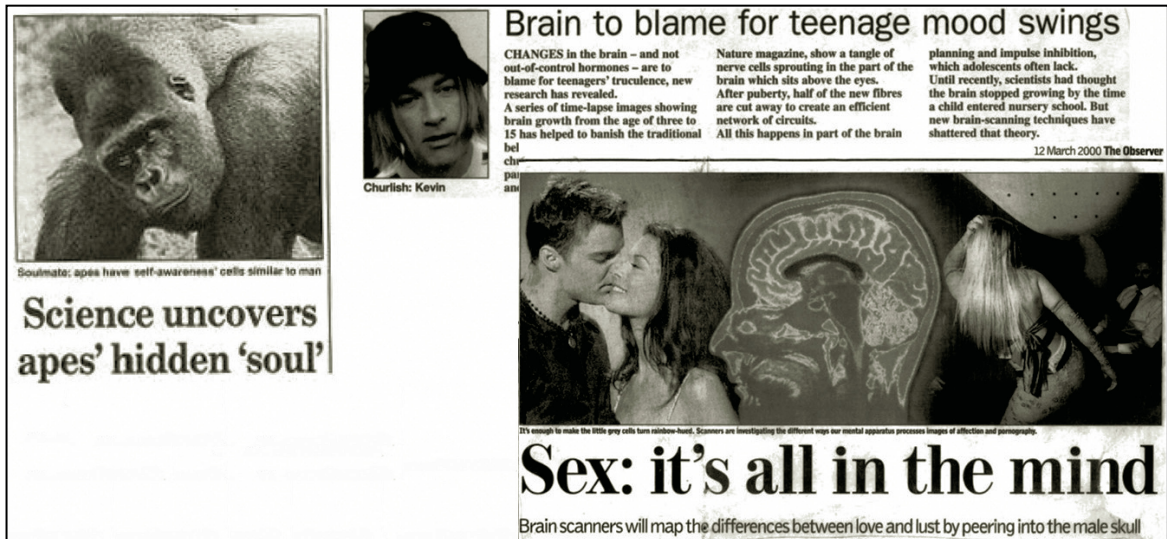 Soulmate: apes have self-awareness' cells similar to man
Science uncovers
apes' hidden 'soul'
Churlish: Kevin
Brain to blame for teenage mood swings
CHANGES in the brain – and not
out-of-control hormones – are to
blame for teenagers' truculence, new
research has revealed.
A series of time-lapse images showing
brain growth from the age of three to
15 has helped to banish the traditional
bel
pa
and
Nature magazine, show a tangle of
nerve cells sprouting in the part of the
brain which sits above the eyes.
After puberty, half of the new fibres
are cut away to create an efficient
network of circuits.
All this happens in part of the brain
planning and impulse inhibition,
which adolescents often lack.
Until recently, scientists had thought
the brain stopped growing by the time
a child entered nursery school. But
new brain-scanning techniques have
shattered that theory.
12 March 2000 The Observer
It's enough to make the little grey cells turn rainbow-hued. Scanners are investigating the different ways our mental apparatus processes images of affection and pornography.
Sex: it's all in the mind
Brain scanners will map the differences between love and lust by peering into the male skull